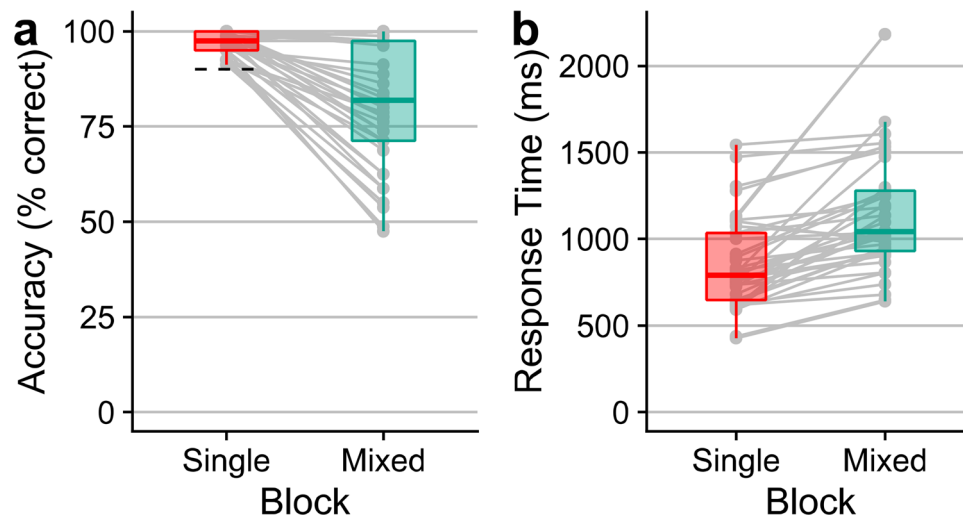 a
Accuracy (% correct)
100
75
50
25
0
Single Mixed
Block
b
Response Time (ms)
2000
1500
1000
500
0
Single Mixed
Block